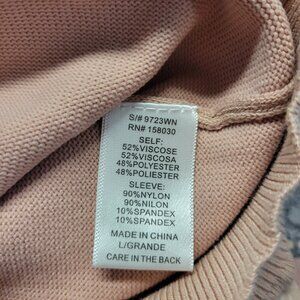 S/# 9723WN
RN# 158030
SELF:
52%VISCOSE
52%VISCOSA
48%POLYESTER
48%POLIESTER
SLEEVE:
90%NYLON
90%NILON
10%SPANDEX
10%SPANDEX
MADE IN CHINA
L/GRANDE
CARE IN THE BACK